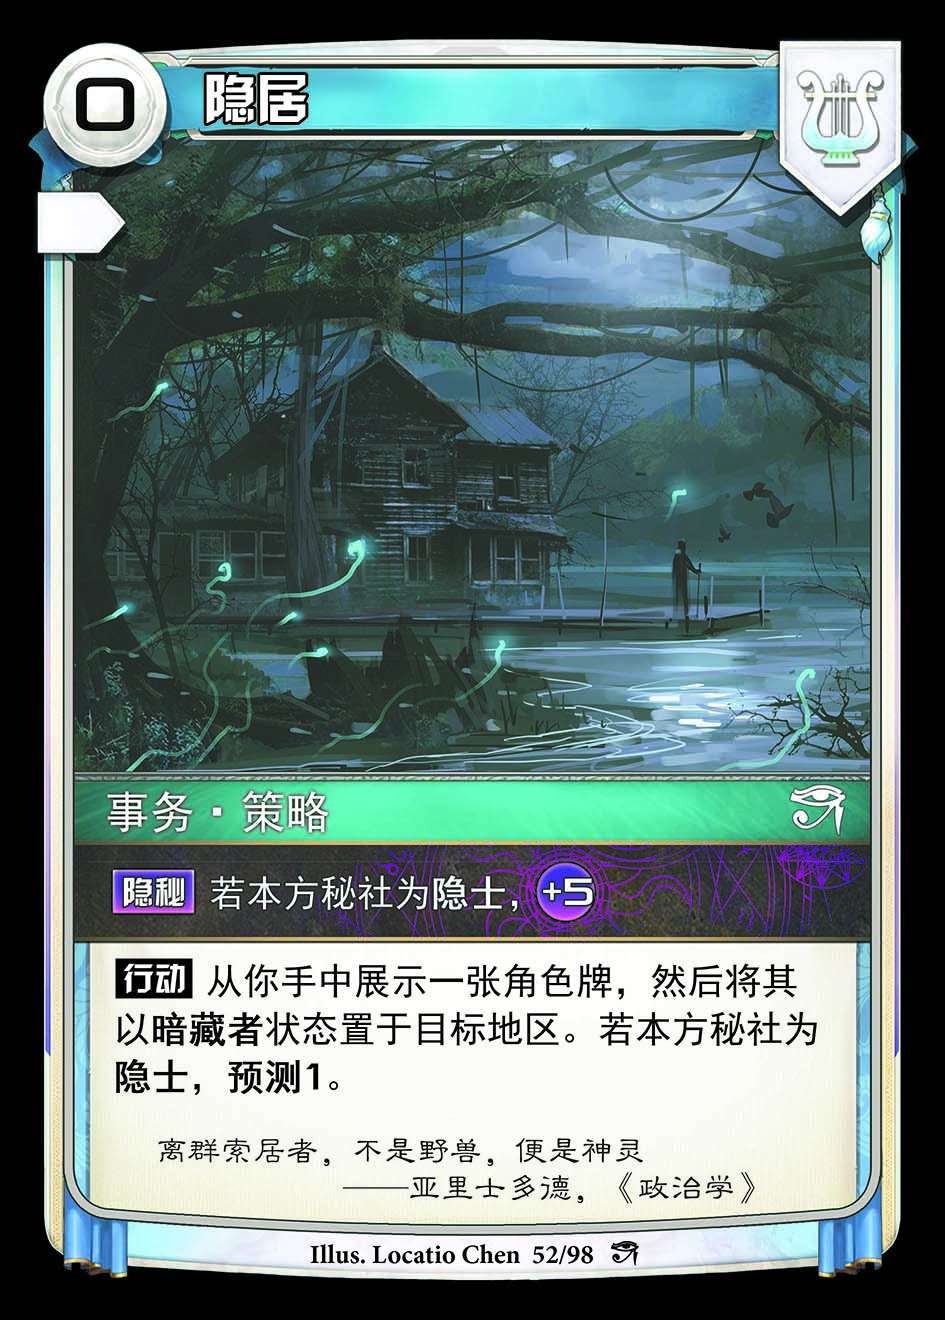 0
隐居
事务·策略
隐秘 若本方秘社为隐士，+5
行动 从你手中展示一张角色牌，然后将其
以暗藏者状态置于目标地区。若本方秘社为
隐士，预测1。
离群索居者，不是野兽，便是神灵
——亚里士多德，《政治学》
Illus. Locatio Chen 52/98